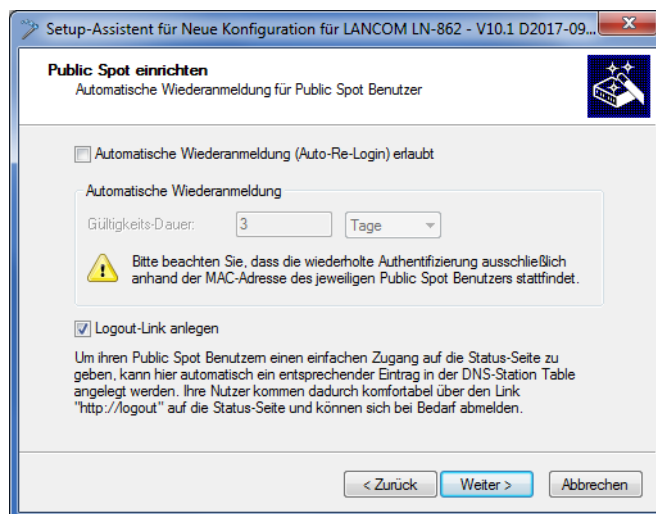 Setup-Assistent für Neue Konfiguration für LANCOM LN-862 - V10.1 D2017-09...
Public Spot einrichten
Automatische Wiederanmeldung für Public Spot Benutzer
Automatische Wiederanmeldung (Auto-Re-Login) erlaubt
Automatische Wiederanmeldung
Gültigkeits-Dauer: 3 Tage
Bitte beachten Sie, dass die wiederholte Authentifizierung ausschließlich
anhand der MAC-Adresse des jeweiligen Public Spot Benutzers stattfindet.
Logout-Link anlegen
Um ihren Public Spot Benutzern einen einfachen Zugang auf die Status-Seite zu
geben, kann hier automatisch ein entsprechender Eintrag in der DNS-Station Table
angelegt werden. Ihre Nutzer kommen dadurch komfortabel über den Link
"http://logout" auf die Status-Seite und können sich bei Bedarf abmelden.
< Zurück Weiter > Abbrechen